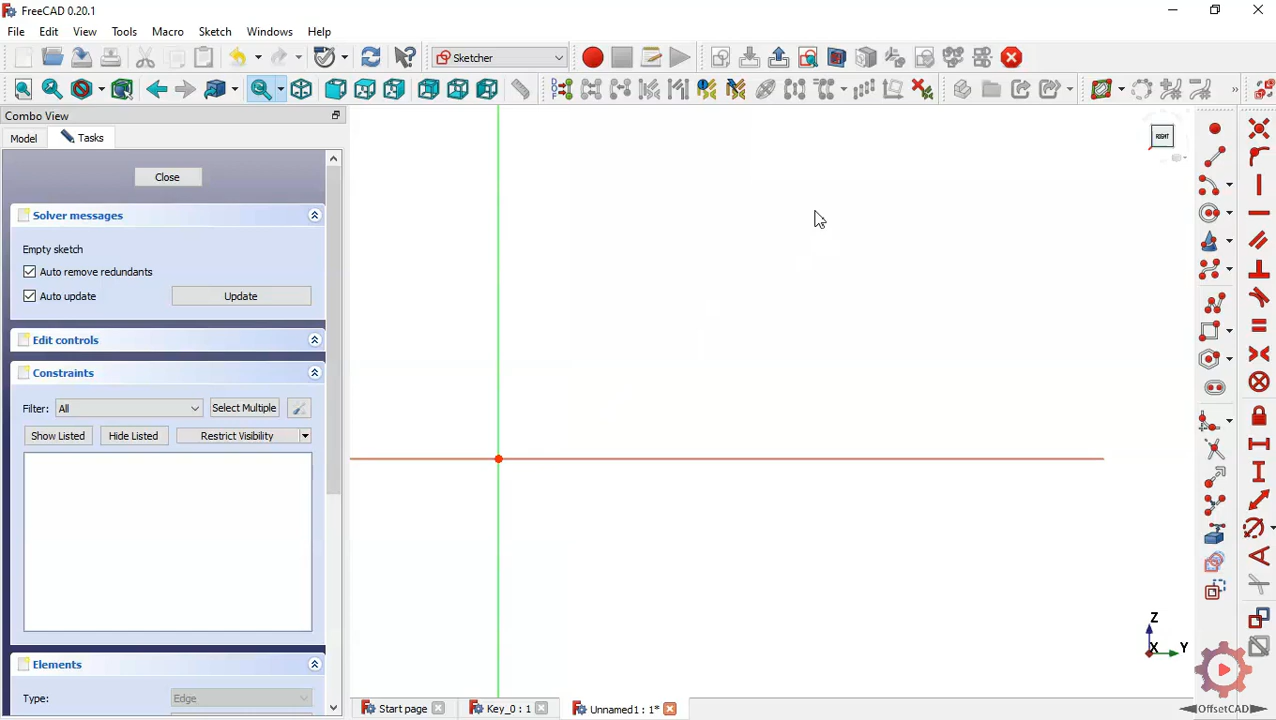 FreeCAD 0.20.1
File Edit View Tools Macro Sketch Windows Help
Sketcher
Combo View
Model Tasks
RIGHT
Close
Solver messages
Empty sketch
Auto remove redundants
Auto update Update
Edit controls
Constraints
Filter: All Select Multiple
Show Listed Hide Listed Restrict Visibility
Elements
Type: Edge
Z
X Y
Start page Key_0 : 1 Unnamed1 : 1*
OffsetCAD